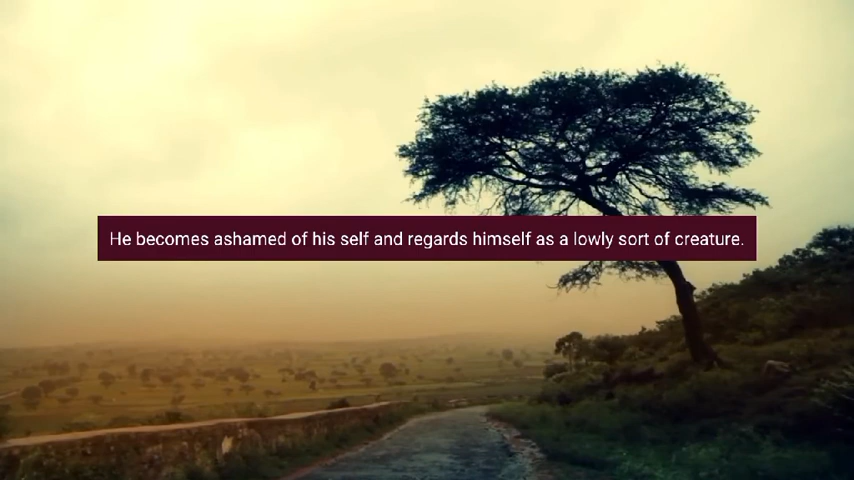 He becomes ashamed of his self and regards himself as a lowly sort of creature.